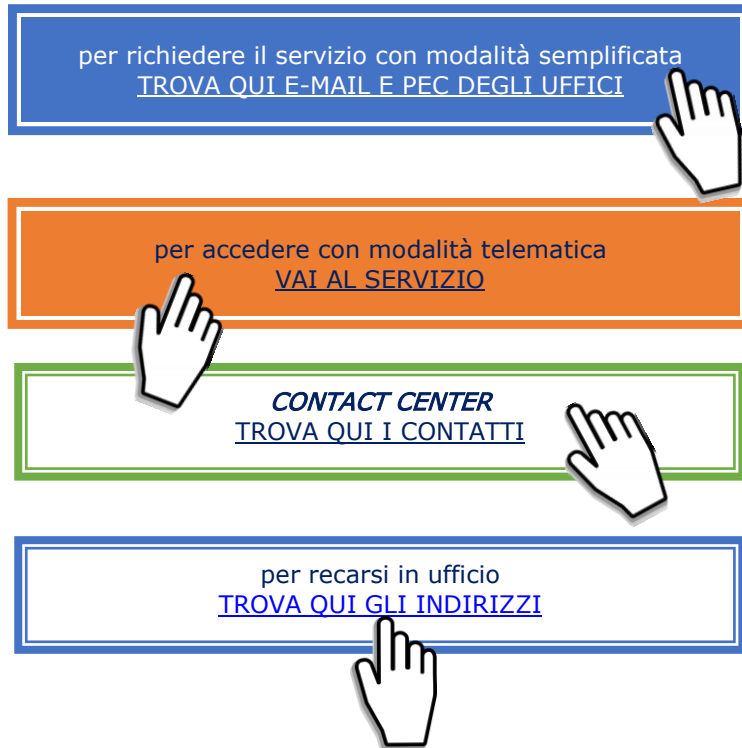 per richiedere il servizio con modalità semplificata
TROVA QUI E-MAIL E PEC DEGLI UFFICI
per accedere con modalità telematica
VAI AL SERVIZIO
CONTACT CENTER
TROVA QUI I CONTATTI
per recarsi in ufficio
TROVA QUI GLI INDIRIZZI